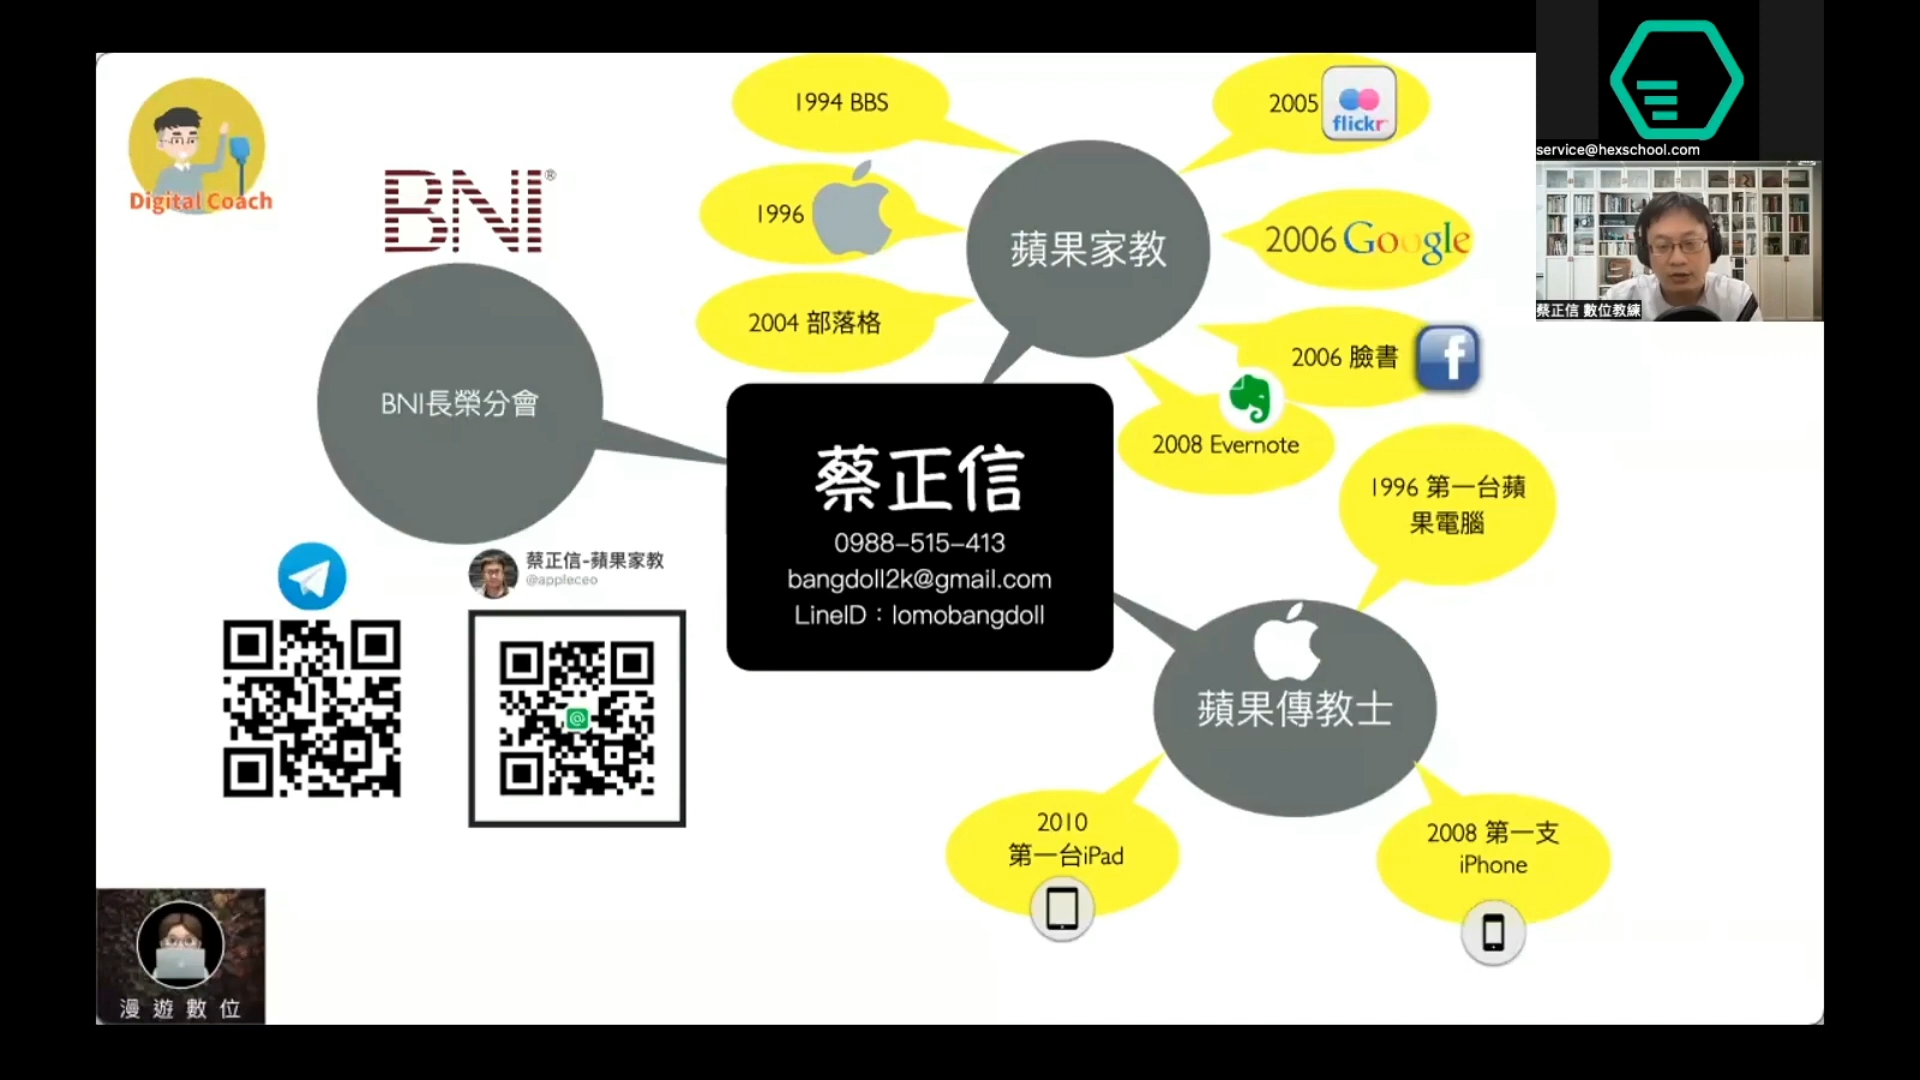 Digital Coach
BNI®
BNI長榮分會
蔡正信-蘋果家教
@appleceo
漫遊數位
1994 BBS
1996
2004 部落格
蘋果家教
2005
flickr
2006 Google
2006 臉書
f
2008 Evernote
蔡正信
0988-515-413
bangdoll2k@gmail.com
LineID：lomobangdoll
1996 第一台蘋
果電腦
蘋果傳教士
2010
第一台iPad
2008 第一支
iPhone
service@hexschool.com
蔡正信 數位教練